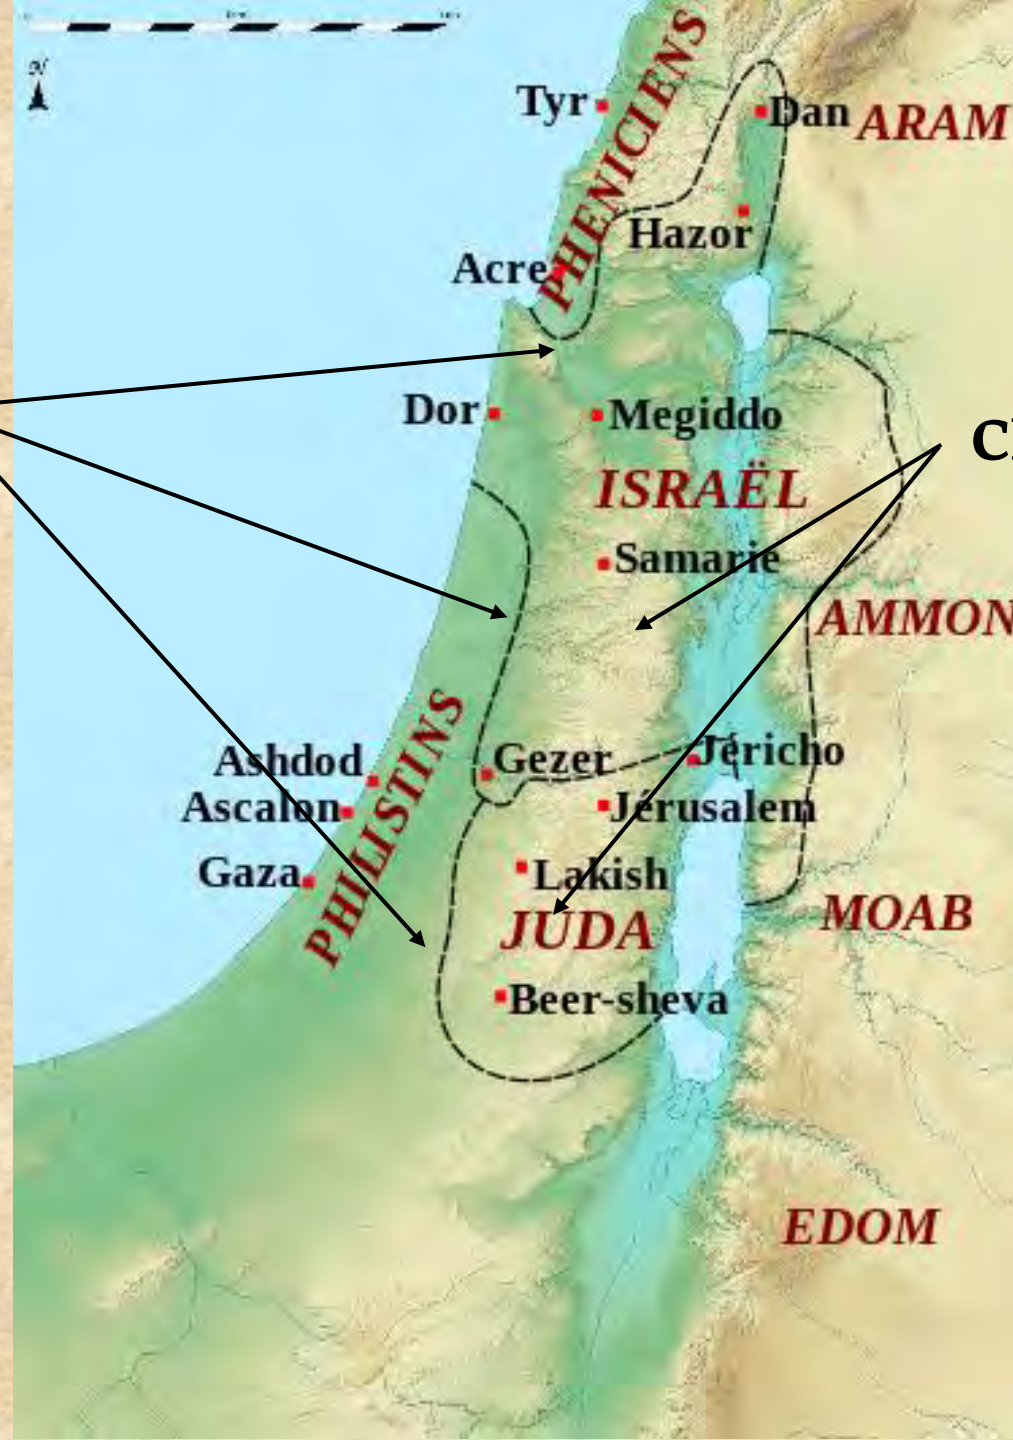 Tyr
PHENICIENS
Dan
ARAM
Hazor
Acre
Dor
Megiddo
ISRAËL
Samarie
AMMON
PHILISTINS
Ashdod
Gezer
Jéricho
Ascalon
Jérusalem
Gaza
Lakish
JUDA
MOAB
Beer-sheva
EDOM